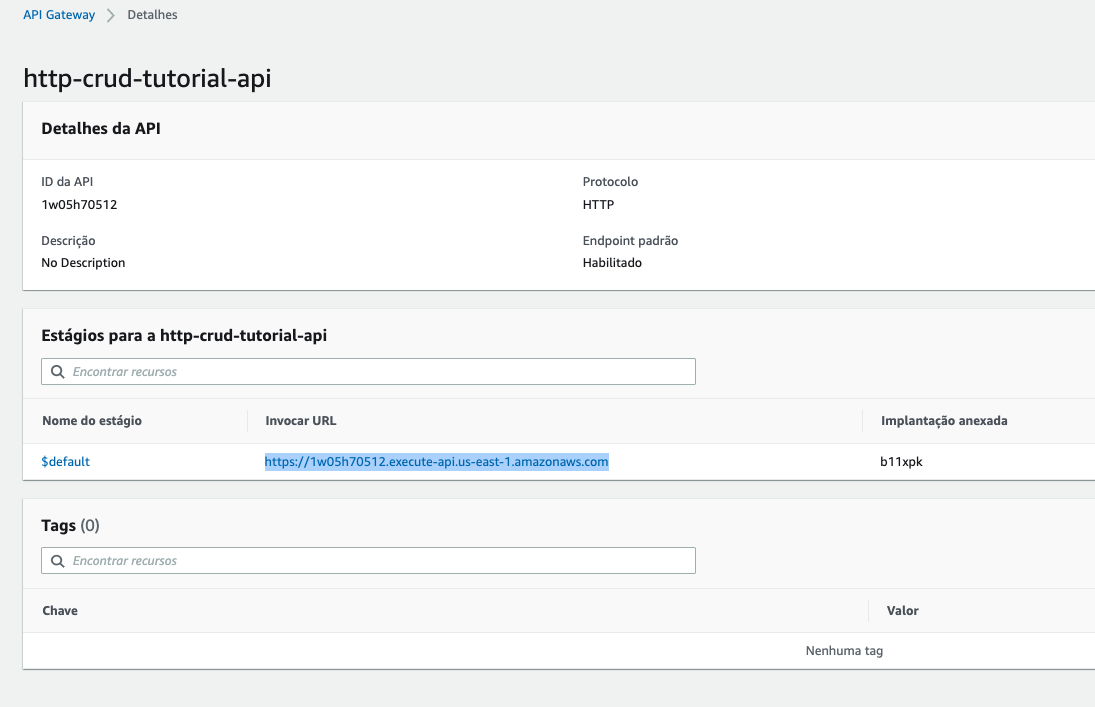 API Gateway > Detalhes
http-crud-tutorial-api
Detalhes da API
ID da API Protocolo
1w05h70512 HTTP
Descrição Endpoint padrão
No Description Habilitado
Estágios para a http-crud-tutorial-api
Encontrar recursos
Nome do estágio Invocar URL Implantação anexada
$default https://1w05h70512.execute-api.us-east-1.amazonaws.com b11xpk
Tags (0)
Encontrar recursos
Chave Valor
Nenhuma tag